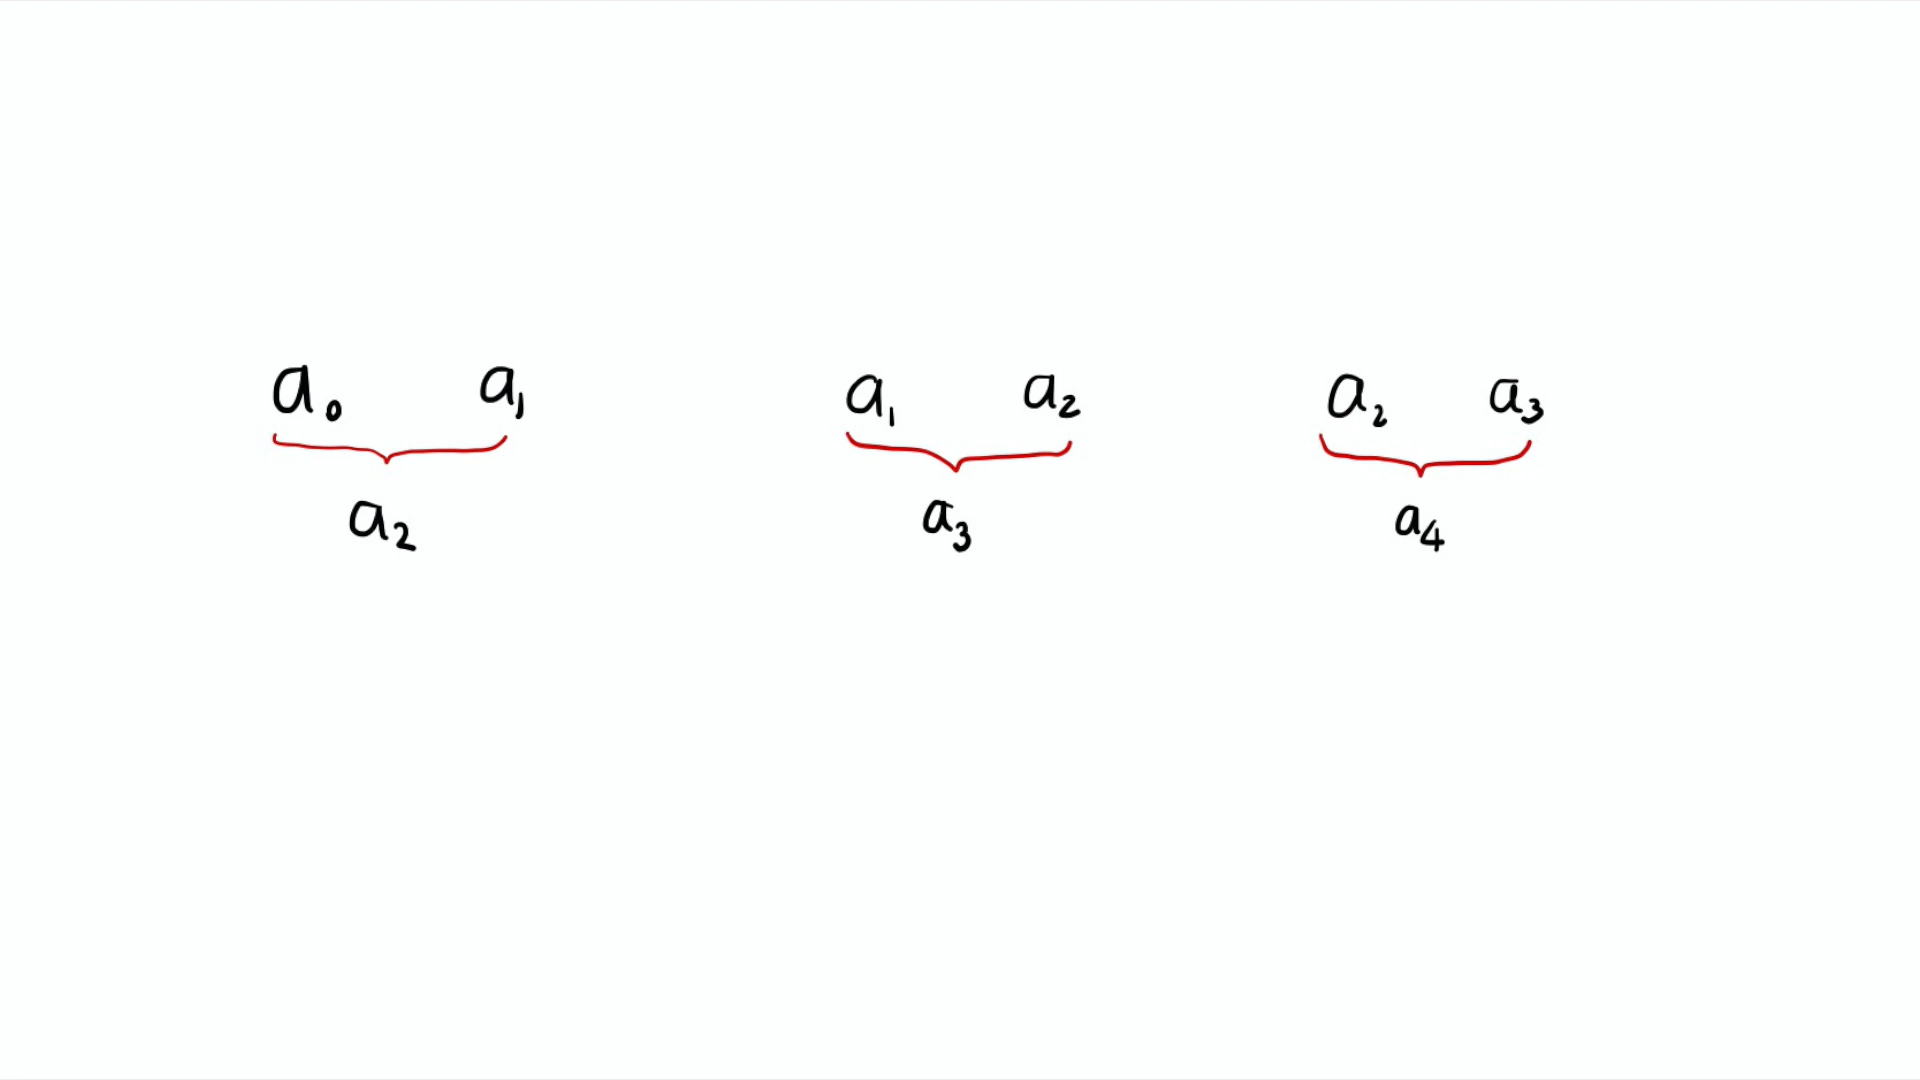 a₀ a₁ a₁ a₂ a₂ a₃
a₂ a₃ a₄